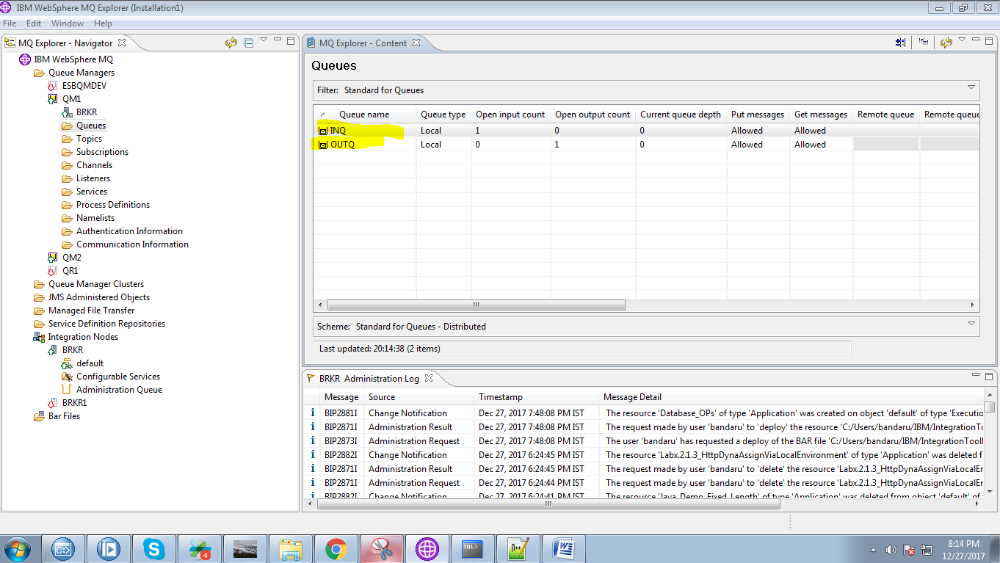 IBM WebSphere MQ Explorer (Installation1)
File Edit Window Help
MQ Explorer - Navigator
IBM WebSphere MQ
Queue Managers
ESBQMDEV
QM1
BRKR
Queues
Topics
Subscriptions
Channels
Listeners
Services
Process Definitions
Namelists
Authentication Information
Communication Information
QM2
QR1
Queue Manager Clusters
JMS Administered Objects
Managed File Transfer
Service Definition Repositories
Integration Nodes
BRKR
default
Configurable Services
Administration Queue
BRKR1
Bar Files
MQ Explorer - Content
Queues
Filter: Standard for Queues
Queue name Queue type Open input count Open output count Current queue depth Put messages Get messages Remote queue Remote queue
INQ Local 1 0 0 Allowed Allowed
OUTQ Local 0 1 0 Allowed Allowed
Scheme: Standard for Queues - Distributed
Last updated: 20:14:38 (2 items)
BRKR Administration Log
Message Source Timestamp Message Detail
BIP2881I Change Notification Dec 27, 2017 7:48:08 PM IST The resource 'Database_OPs' of type 'Application' was created on object 'default' of type 'Executio
BIP2871I Administration Result Dec 27, 2017 7:48:08 PM IST The request made by user 'bandaru' to 'deploy' the resource 'C:/Users/bandaru/IBM/IntegrationTo
BIP2873I Administration Request Dec 27, 2017 7:48:08 PM IST The user 'bandaru' has requested a deploy of the BAR file 'C:/Users/bandaru/IBM/IntegrationTool
BIP2882I Change Notification Dec 27, 2017 6:24:45 PM IST The resource 'Labx.2.1.3_HttpDynaAssignViaLocalEnvironment' of type 'Application' was deleted f
BIP2871I Administration Result Dec 27, 2017 6:24:45 PM IST The request made by user 'bandaru' to 'delete' the resource 'Labx.2.1.3_HttpDynaAssignViaLocalEr
BIP2871I Administration Request Dec 27, 2017 6:24:44 PM IST The request made by user 'bandaru' to 'delete' the resource 'Labx.2.1.3_HttpDynaAssignViaLocalEr
BIP2882I Change Notification Dec 27, 2017 6:24:41 PM IST The resource 'Java_Demo_Fixed_Length' of type 'Application' was deleted from object 'default' of
C:\
4
SQL>
n++
W
8:14 PM
12/27/2017